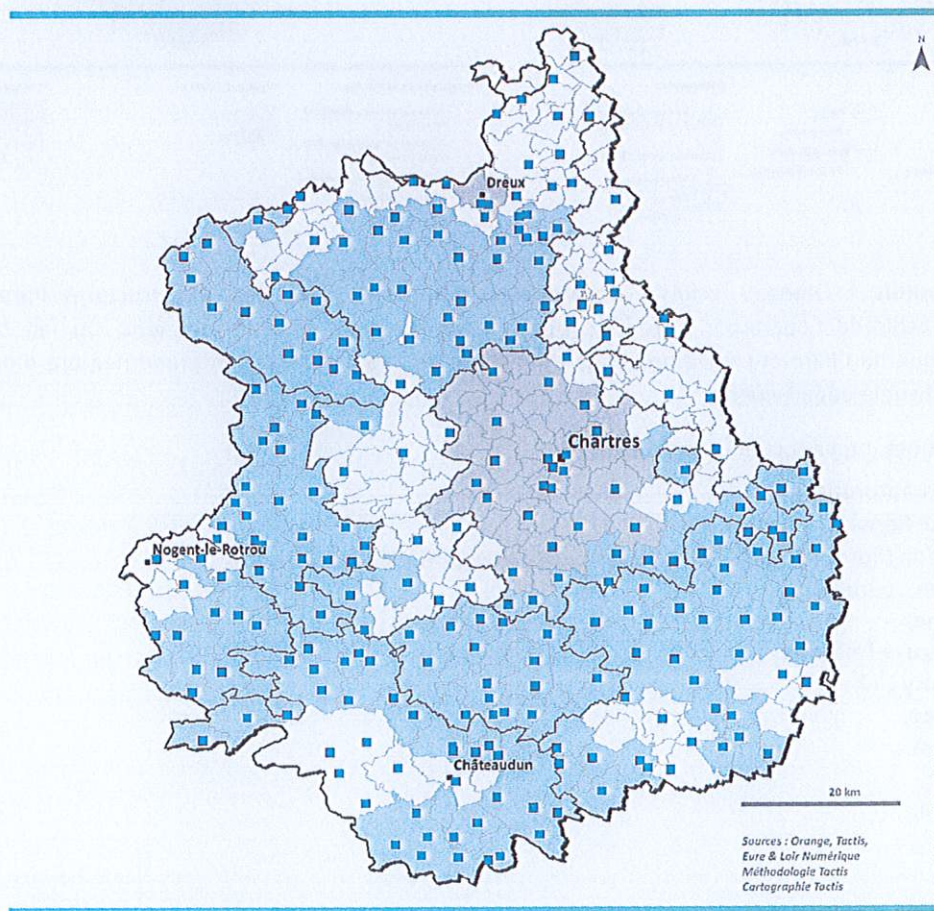 N
Dreux
Chartres
Nogent-le-Rotrou
Châteaudun
20 km
Sources : Orange, Tactis,
Eure & Loir Numérique
Méthodologie Tactis
Cartographie Tactis